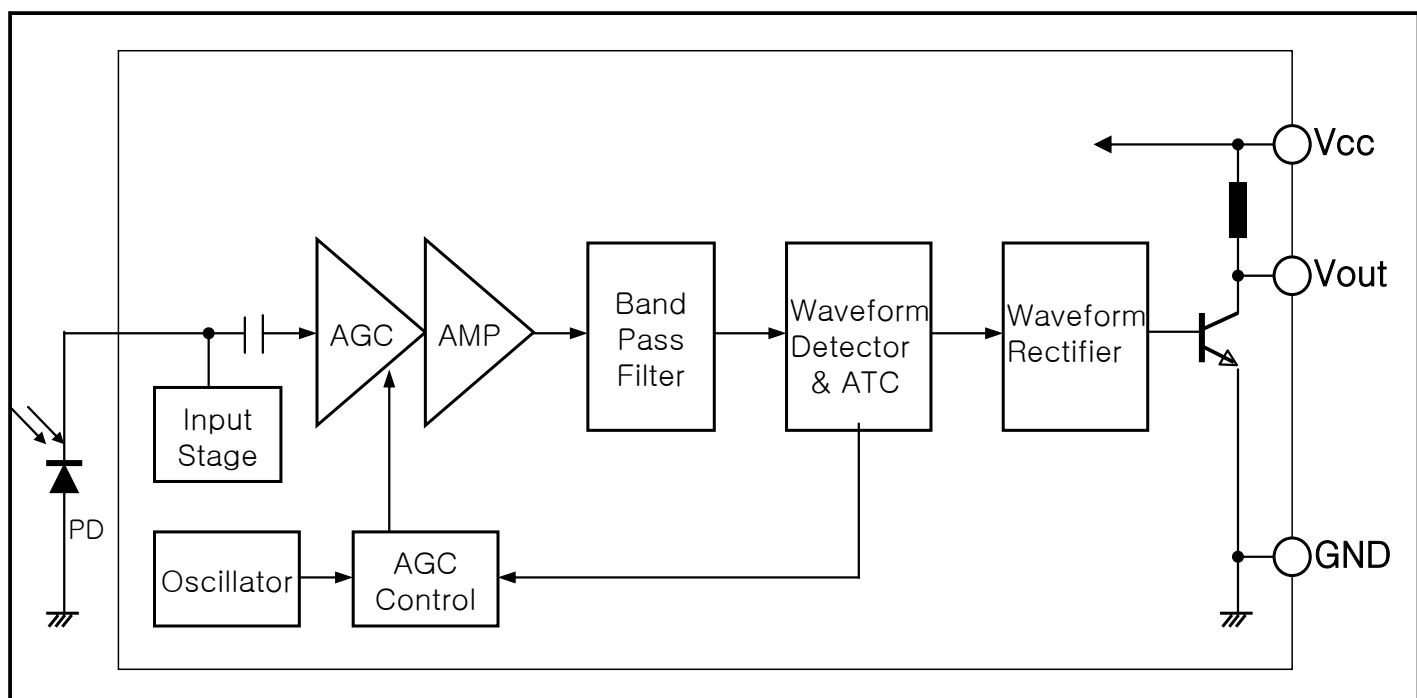 Vcc
Vout
AGC
AMP
Band
Pass
Filter
Waveform
Detector
& ATC
Waveform
Rectifier
Input
Stage
PD
Oscillator
AGC
Control
GND